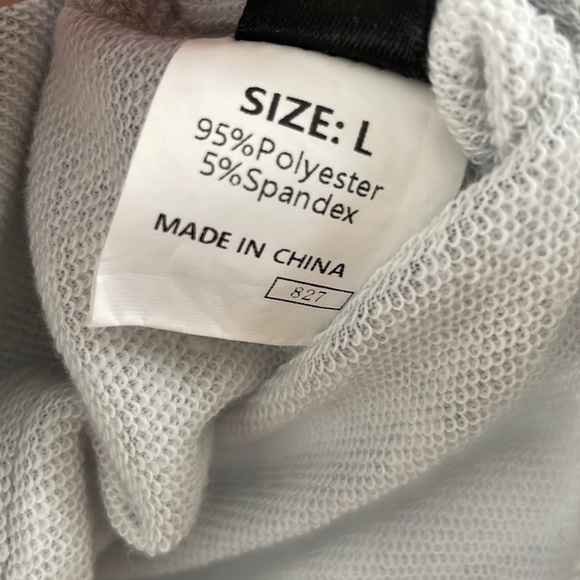 SIZE: L
95%Polyester
5%Spandex
MADE IN CHINA
827